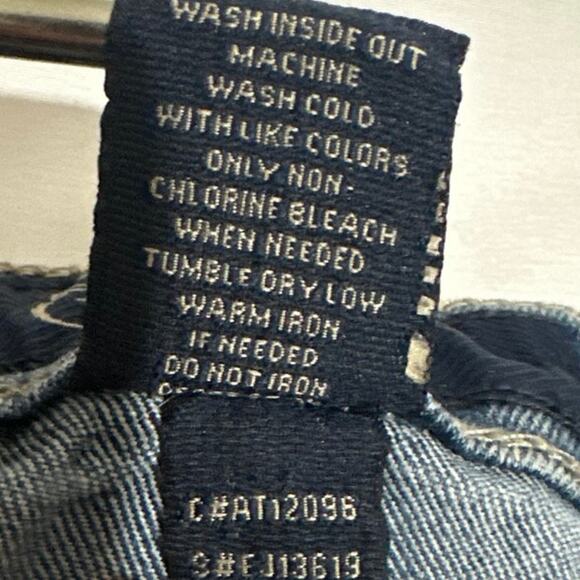 WASH INSIDE OUT
MACHINE
WASH COLD
WITH LIKE COLORS
ONLY NON-
CHLORINE BLEACH
WHEN NEEDED
TUMBLE DRY LOW
WARM IRON
IF NEEDED
DO NOT IRON
C#AT12096
S#EJ13619